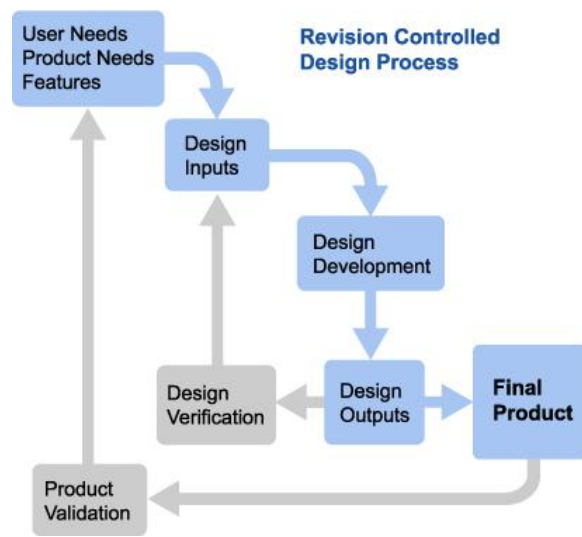 User Needs
Product Needs
Features
Revision Controlled
Design Process
Design
Inputs
Design
Development
Design
Verification
Design
Outputs
Final
Product
Product
Validation